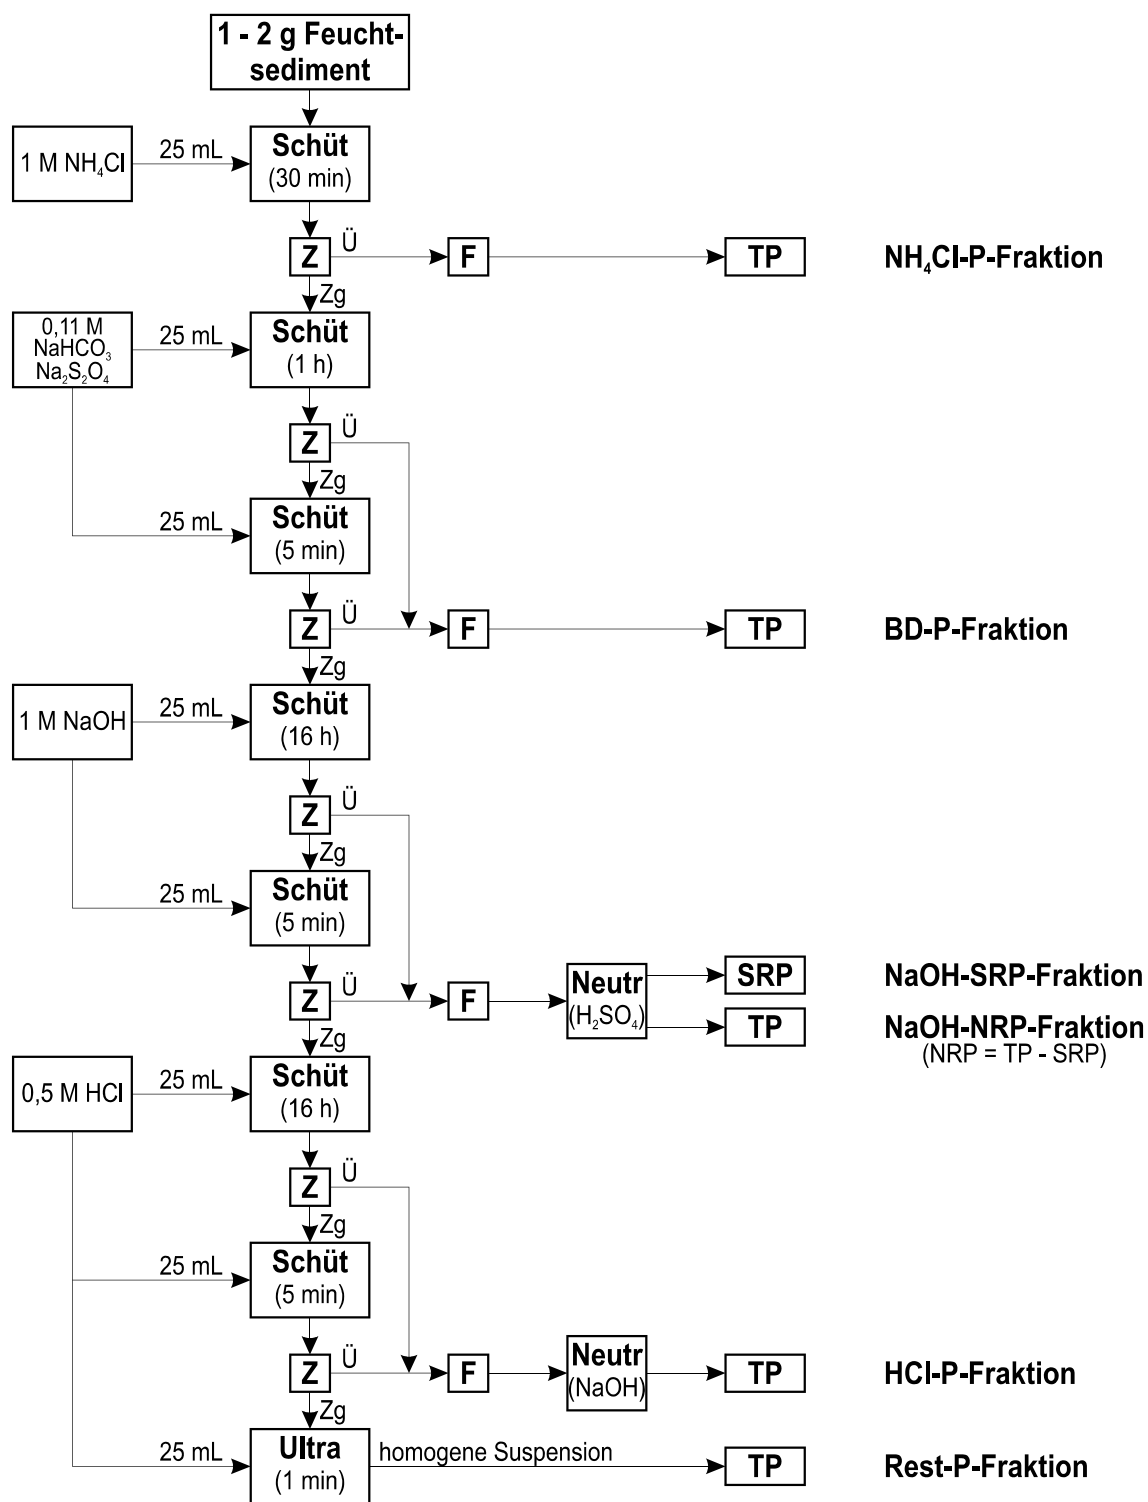 1 - 2 g Feucht-
sediment
1 M NH₄Cl
25 mL
Schüt
(30 min)
Z
Ü
F
TP
NH₄Cl-P-Fraktion
Zg
0,11 M
NaHCO₃
Na₂S₂O₄
25 mL
Schüt
(1 h)
Z
Ü
Zg
25 mL
Schüt
(5 min)
Z
Ü
F
TP
BD-P-Fraktion
Zg
1 M NaOH
25 mL
Schüt
(16 h)
Z
Ü
Zg
25 mL
Schüt
(5 min)
Z
Ü
F
Neutr
(H₂SO₄)
SRP
NaOH-SRP-Fraktion
TP
NaOH-NRP-Fraktion
(NRP = TP - SRP)
Zg
0,5 M HCl
25 mL
Schüt
(16 h)
Z
Ü
Zg
25 mL
Schüt
(5 min)
Z
Ü
F
Neutr
(NaOH)
TP
HCl-P-Fraktion
Zg
25 mL
Ultra
(1 min)
homogene Suspension
TP
Rest-P-Fraktion